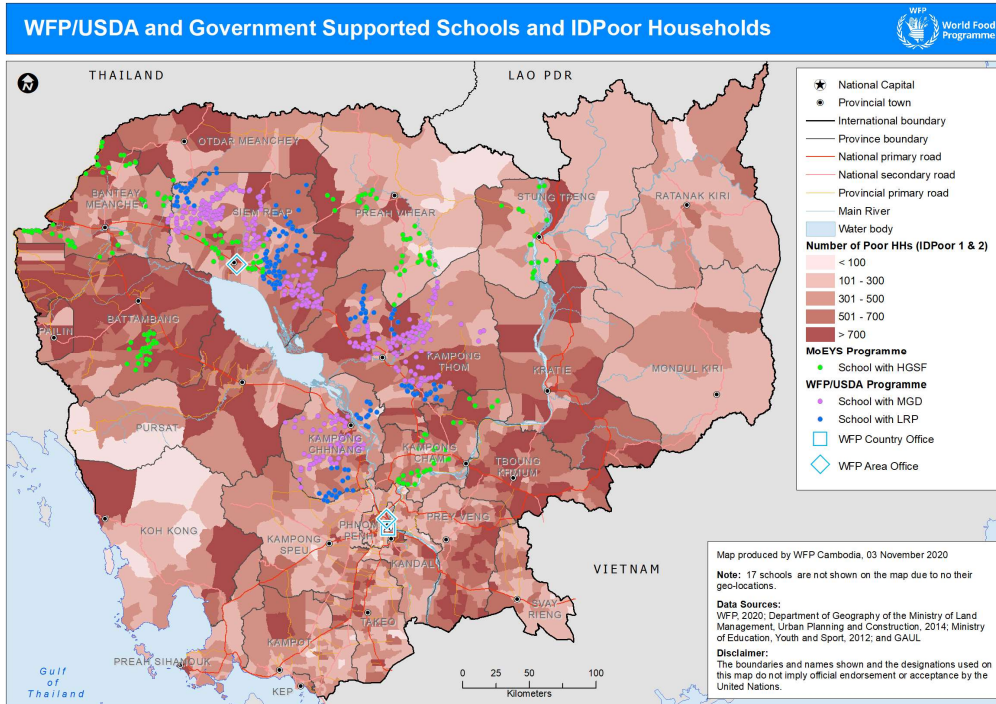 WFP/USDA and Government Supported Schools and IDPoor Households
WFP
World Food
Programme
THAILAND
LAO PDR
N
OTDAR MEANCHEY
BANTEAY
MEANCHEY
SIEM REAP
PREAH VIHEAR
STUNG TRENG
RATANAK KIRI
BATTAMBANG
PAILIN
KAMPONG
THOM
KRATIE
MONDUL KIRI
PURSAT
KAMPONG
CHHNANG
KAMPONG
CHAM
TBOUNG
KRMUM
KOH KONG
KAMPONG
SPEU
PHNOM
PENH
PREY VENG
KANDAL
VIETNAM
SVAY
RIENG
TAKEO
KAMPOT
PREAH SIHANOUK
KEP
Gulf
of
Thailand
0 25 50 100
Kilometers
National Capital
Provincial town
International boundary
Province boundary
National primary road
National secondary road
Provincial primary road
Main River
Water body
Number of Poor HHs (IDPoor 1 & 2)
< 100
101 - 300
301 - 500
501 - 700
> 700
MoEYS Programme
School with HGSF
WFP/USDA Programme
School with MGD
School with LRP
WFP Country Office
WFP Area Office
Map produced by WFP Cambodia, 03 November 2020
Note: 17 schools are not shown on the map due to no their
geo-locations.
Data Sources:
WFP, 2020; Department of Geography of the Ministry of Land
Management, Urban Planning and Construction, 2014; Ministry
of Education, Youth and Sport, 2012; and GAUL
Disclaimer:
The boundaries and names shown and the designations used on
this map do not imply official endorsement or acceptance by the
United Nations.